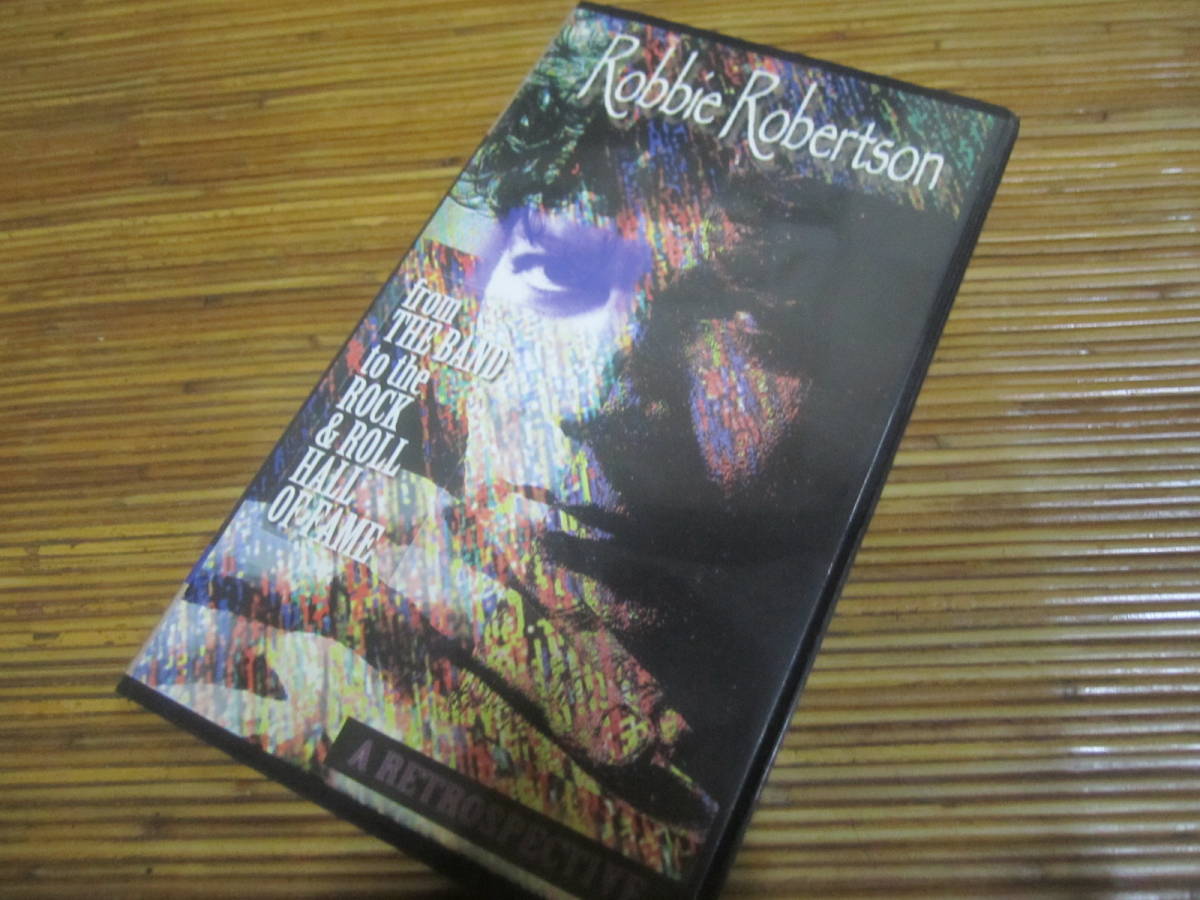 Robbie Robertson
from
THE BAND
to the
ROCK
& ROLL
HALL
OF FAME
A RETROSPECTIVE